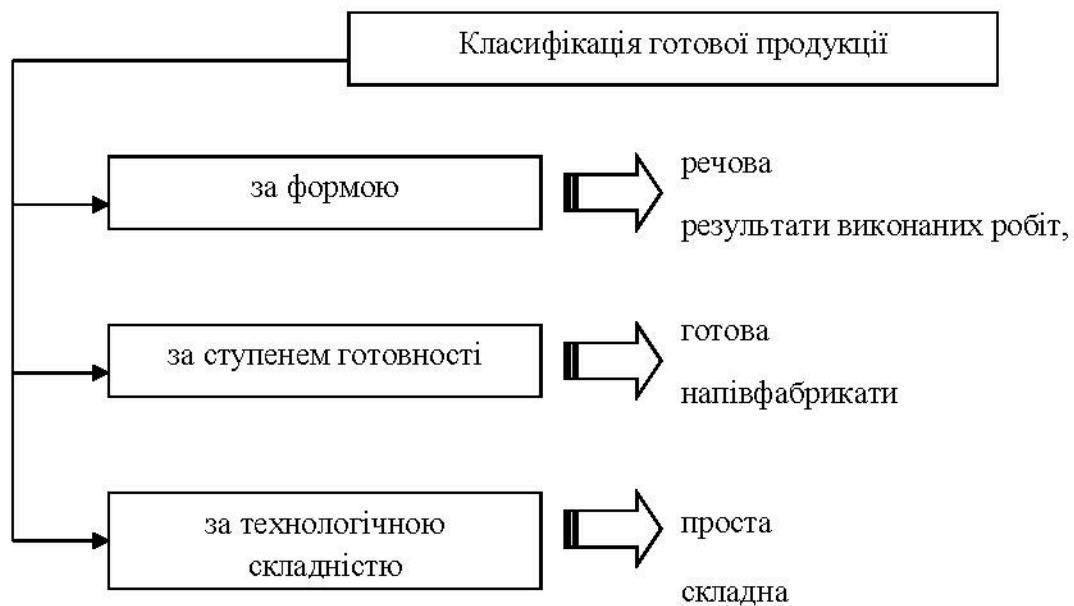 Класифікація готової продукції
за формою
речова
результати виконаних робіт,
за ступенем готовності
готова
напівфабрикати
за технологічною
складністю
проста
складна